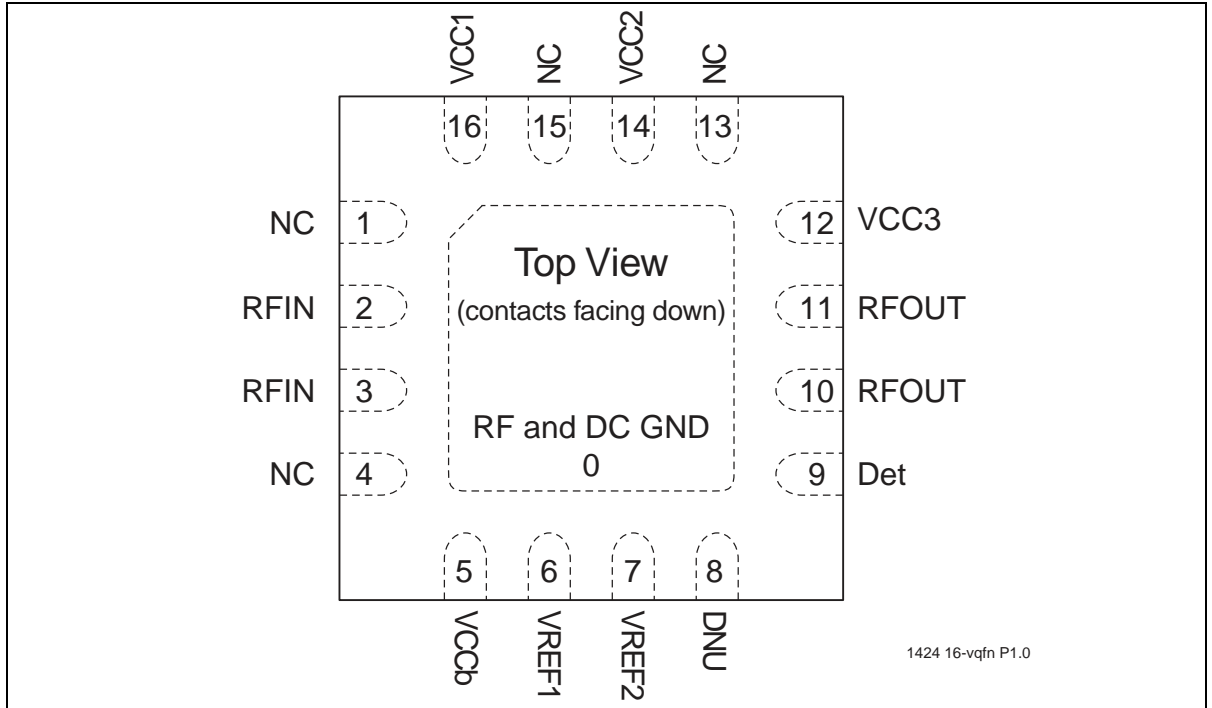 VCC1
NC
VCC2
NC
16
15
14
13
NC
1
12
VCC3
Top View
(contacts facing down)
RFIN
2
11
RFOUT
RFIN
3
10
RFOUT
RF and DC GND
0
NC
4
9
Det
5
6
7
8
VCCb
VREF1
VREF2
DNU
1424 16-vqfn P1.0